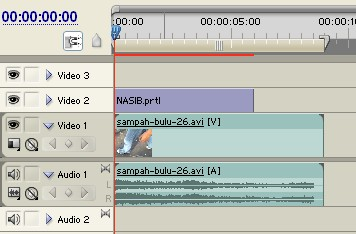 00:00:00:00
:00:00 00:00:05:00 00:00:10
Video 3
Video 2
NASIB.prtl
Video 1
sampah-bulu-26.avi [V]
Audio 1
sampah-bulu-26.avi [A]
L
R
Audio 2